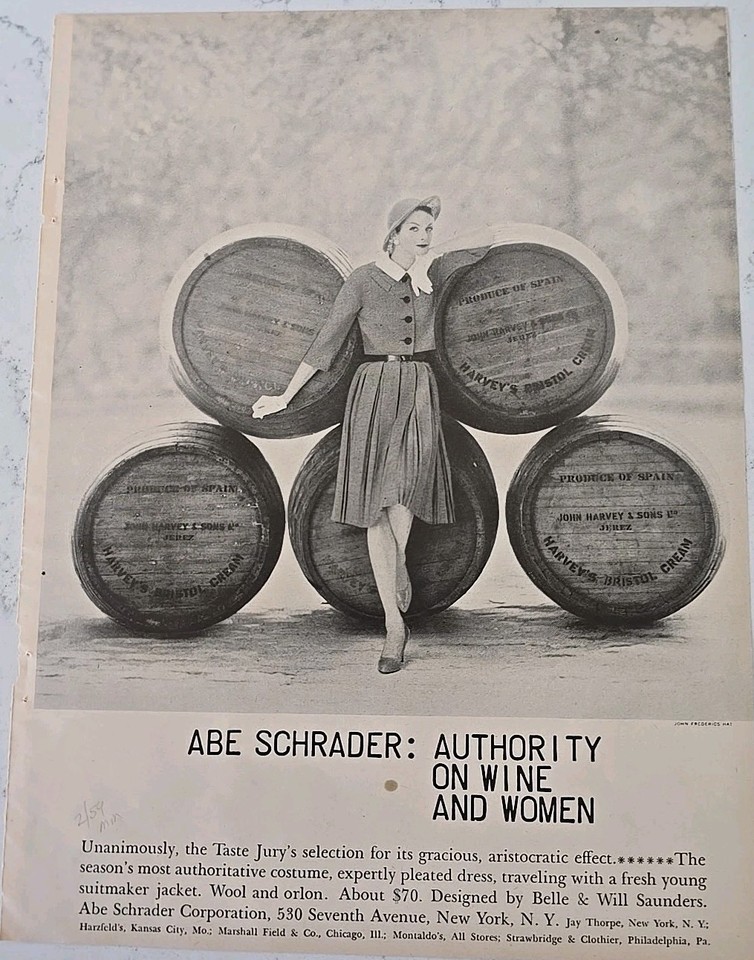 PRODUCE OF SPAIN
JOHN HARVEY & SONS
JEREZ
HARVEY'S BRISTOL CREAM
PRODUCE OF SPAIN
JOHN HARVEY & SONS Ld
JEREZ
HARVEY'S BRISTOL CREAM
PRODUCE OF SPAIN
JOHN HARVEY & SONS Ld
JEREZ
HARVEY'S BRISTOL CREAM
JOHN FREDERICS HAT
ABE SCHRADER: AUTHORITY
ON WINE
AND WOMEN
2/59
Unanimously, the Taste Jury's selection for its gracious, aristocratic effect.******The
season's most authoritative costume, expertly pleated dress, traveling with a fresh young
suitmaker jacket. Wool and orlon. About $70. Designed by Belle & Will Saunders.
Abe Schrader Corporation, 530 Seventh Avenue, New York, N. Y. Jay Thorpe, New York, N. Y.;
Harzfeld's, Kansas City, Mo.; Marshall Field & Co., Chicago, Ill.; Montaldo's, All Stores; Strawbridge & Clothier, Philadelphia, Pa.